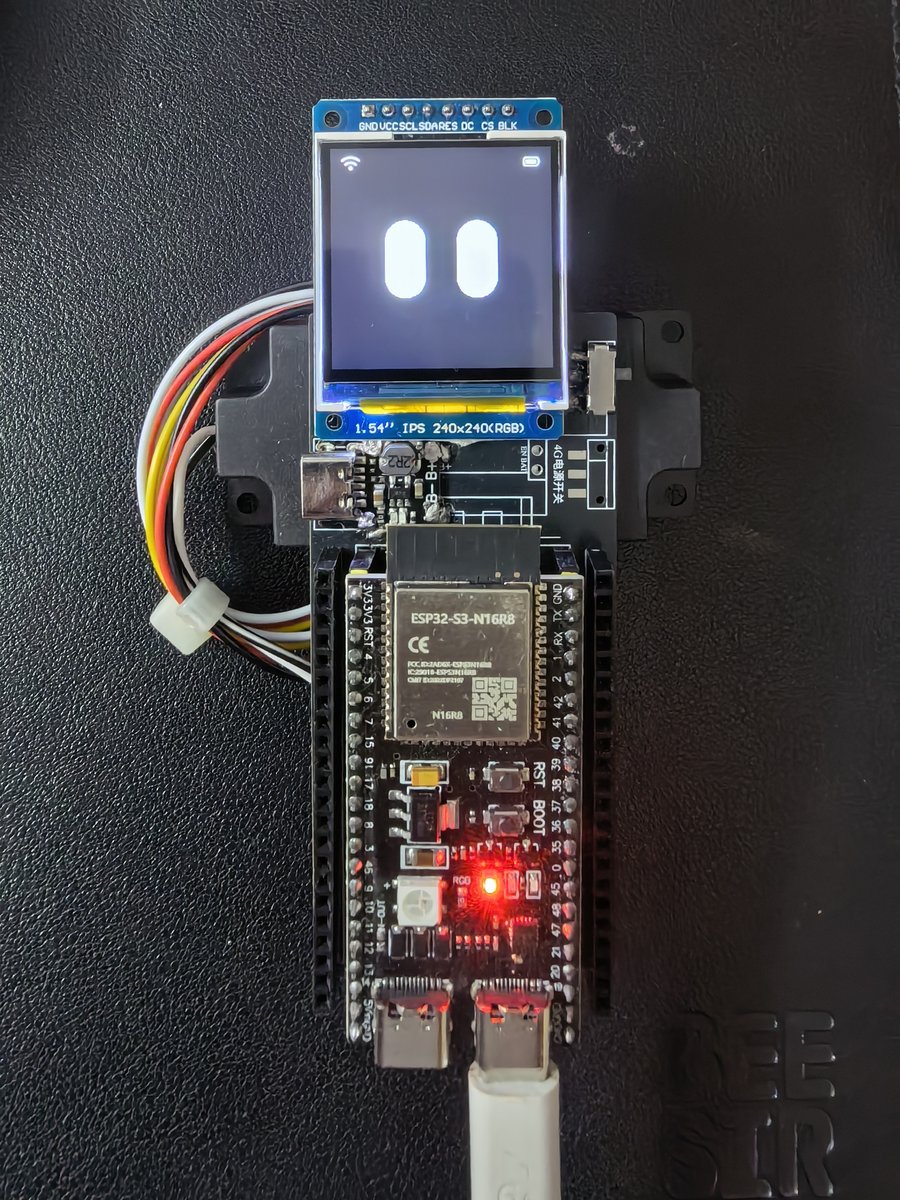 GND VCC SCL SDA RES DC CS BLK
1.54" IPS 240x240(RGB)
2R2
B-
EN BAT
4G电源开关
ESP32-S3-N16R8
CE
N16R8
3V3
3V3
RST
4
5
6
7
15
16
17
18
8
3
46
9
10
11
12
13
GND
TX
RX
1
2
42
41
40
39
38
37
36
35
0
45
48
47
21
20
RST
BOOT
RGB